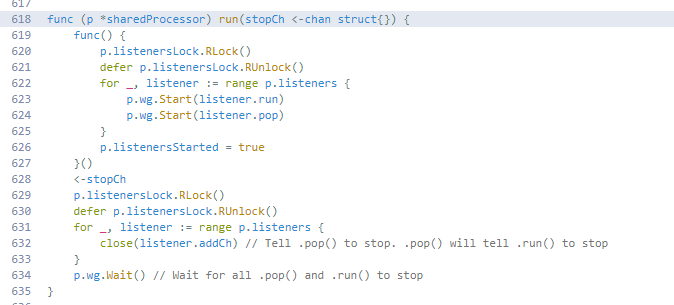 617
618 func (p *sharedProcessor) run(stopCh <-chan struct{}) {
619     func() {
620         p.listenersLock.RLock()
621         defer p.listenersLock.RUnlock()
622         for _, listener := range p.listeners {
623             p.wg.Start(listener.run)
624             p.wg.Start(listener.pop)
625         }
626         p.listenersStarted = true
627     }()
628     <-stopCh
629     p.listenersLock.RLock()
630     defer p.listenersLock.RUnlock()
631     for _, listener := range p.listeners {
632         close(listener.addCh) // Tell .pop() to stop. .pop() will tell .run() to stop
633     }
634     p.wg.Wait() // Wait for all .pop() and .run() to stop
635 }